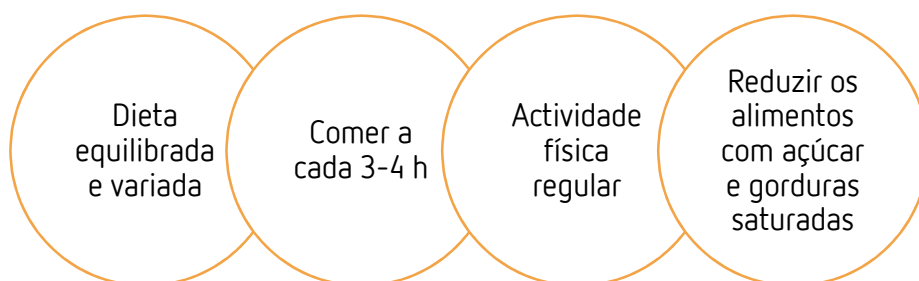 Dieta
equilibrada
e variada
Comer a
cada 3-4 h
Actividade
física
regular
Reduzir os
alimentos
com açúcar
e gorduras
saturadas